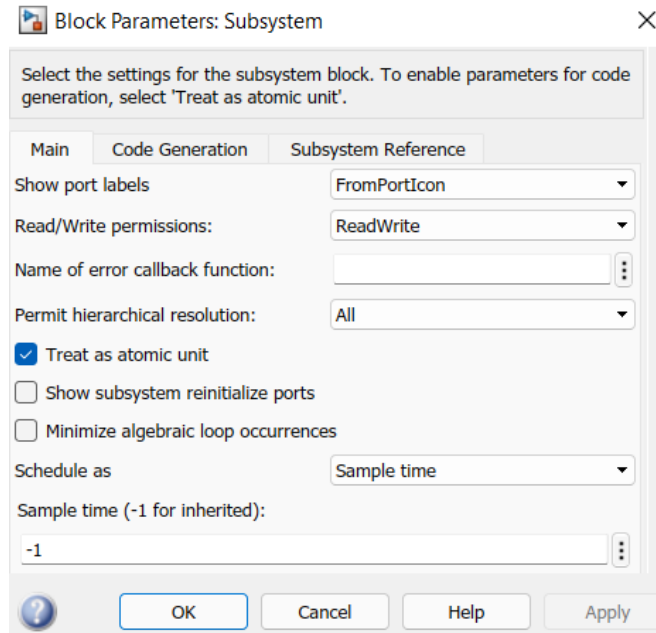 Block Parameters: Subsystem
Select the settings for the subsystem block. To enable parameters for code
generation, select 'Treat as atomic unit'.
Main Code Generation Subsystem Reference
Show port labels FromPortIcon
Read/Write permissions: ReadWrite
Name of error callback function:
Permit hierarchical resolution: All
Treat as atomic unit
Show subsystem reinitialize ports
Minimize algebraic loop occurrences
Schedule as Sample time
Sample time (-1 for inherited):
-1
OK Cancel Help Apply